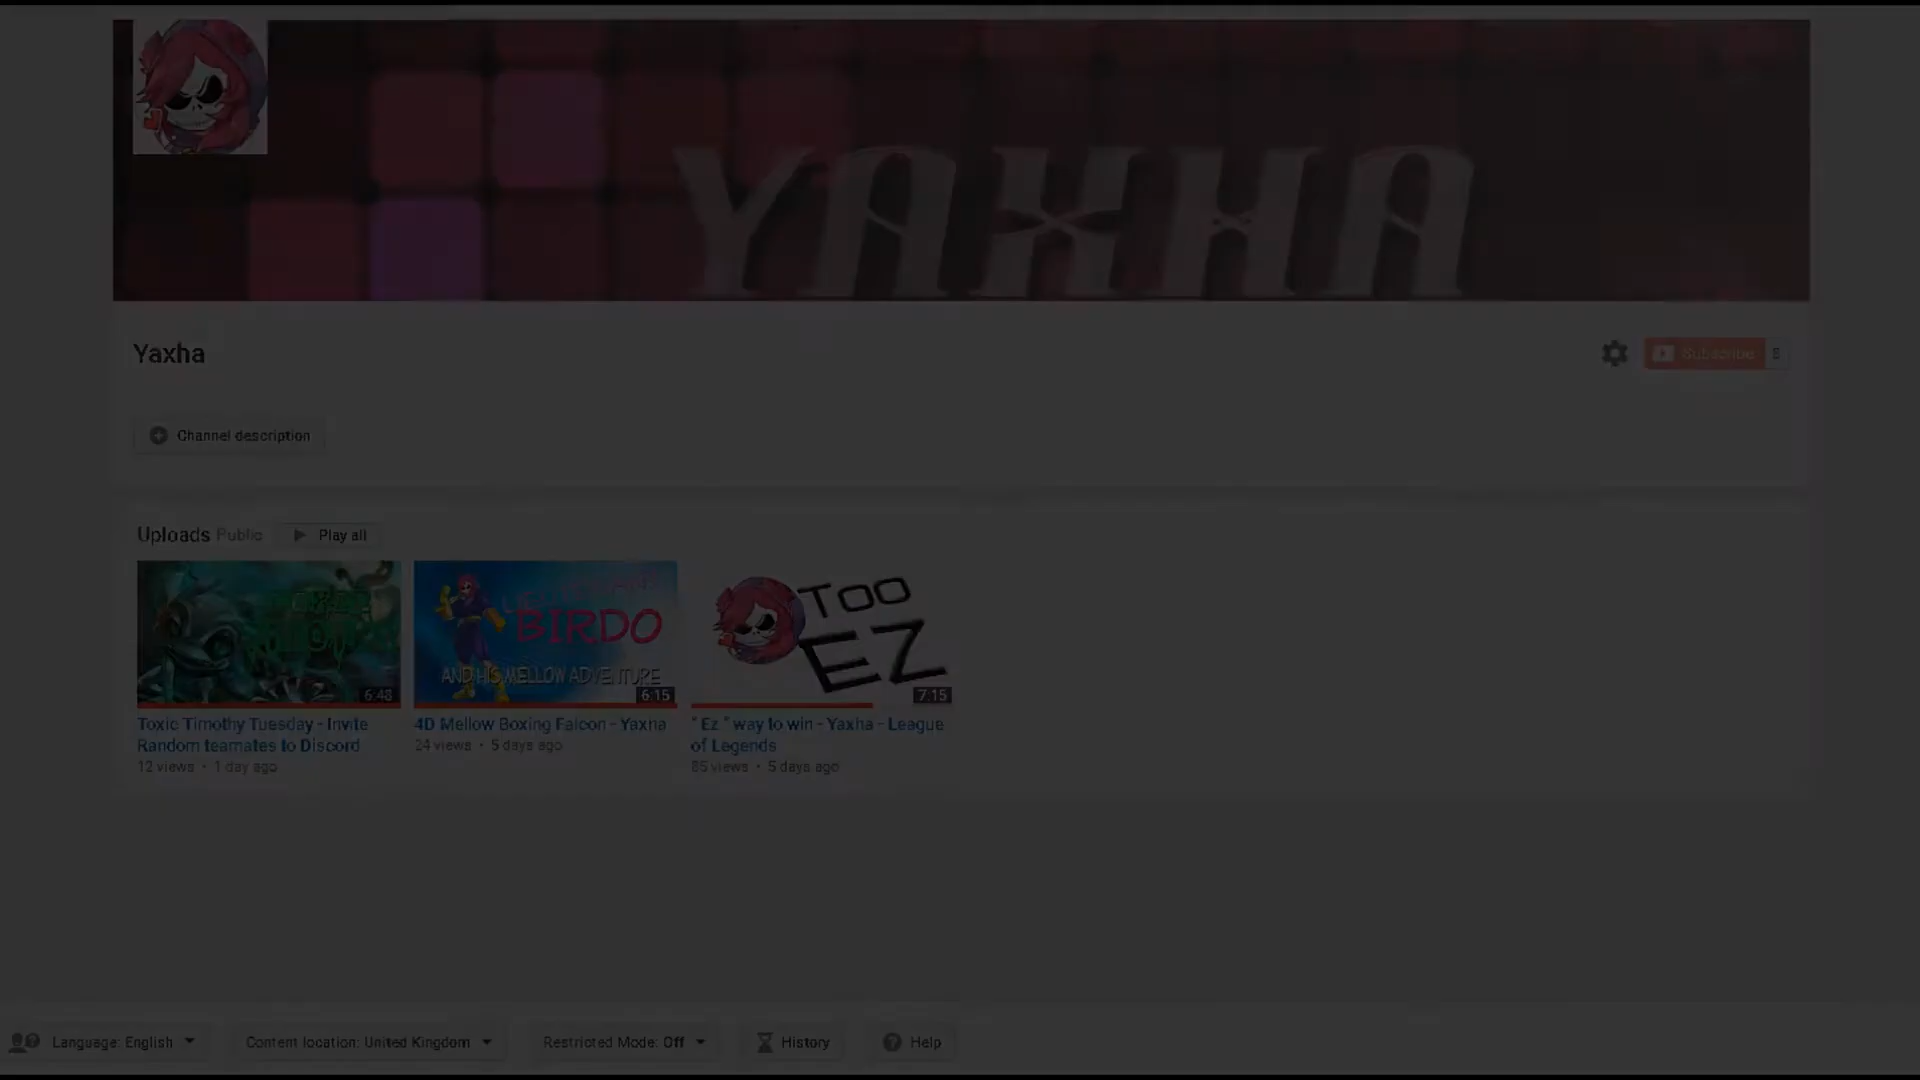 YAXHA
Yaxha
Subscribe
Channel description
Uploads Public
Play all
6:48
BIRDO
AND HIS MELLOW ADVENTURE
6:15
TOO
EZ
7:15
Toxic Timothy Tuesday - Invite
Random teamates to Discord
12 views • 1 day ago
4D Mellow Boxing Falcon - Yaxha
24 views • 5 days ago
" Ez " way to win - Yaxha - League
of Legends
85 views • 5 days ago
Language: English
Content location: United Kingdom
Restricted Mode: Off
History
Help